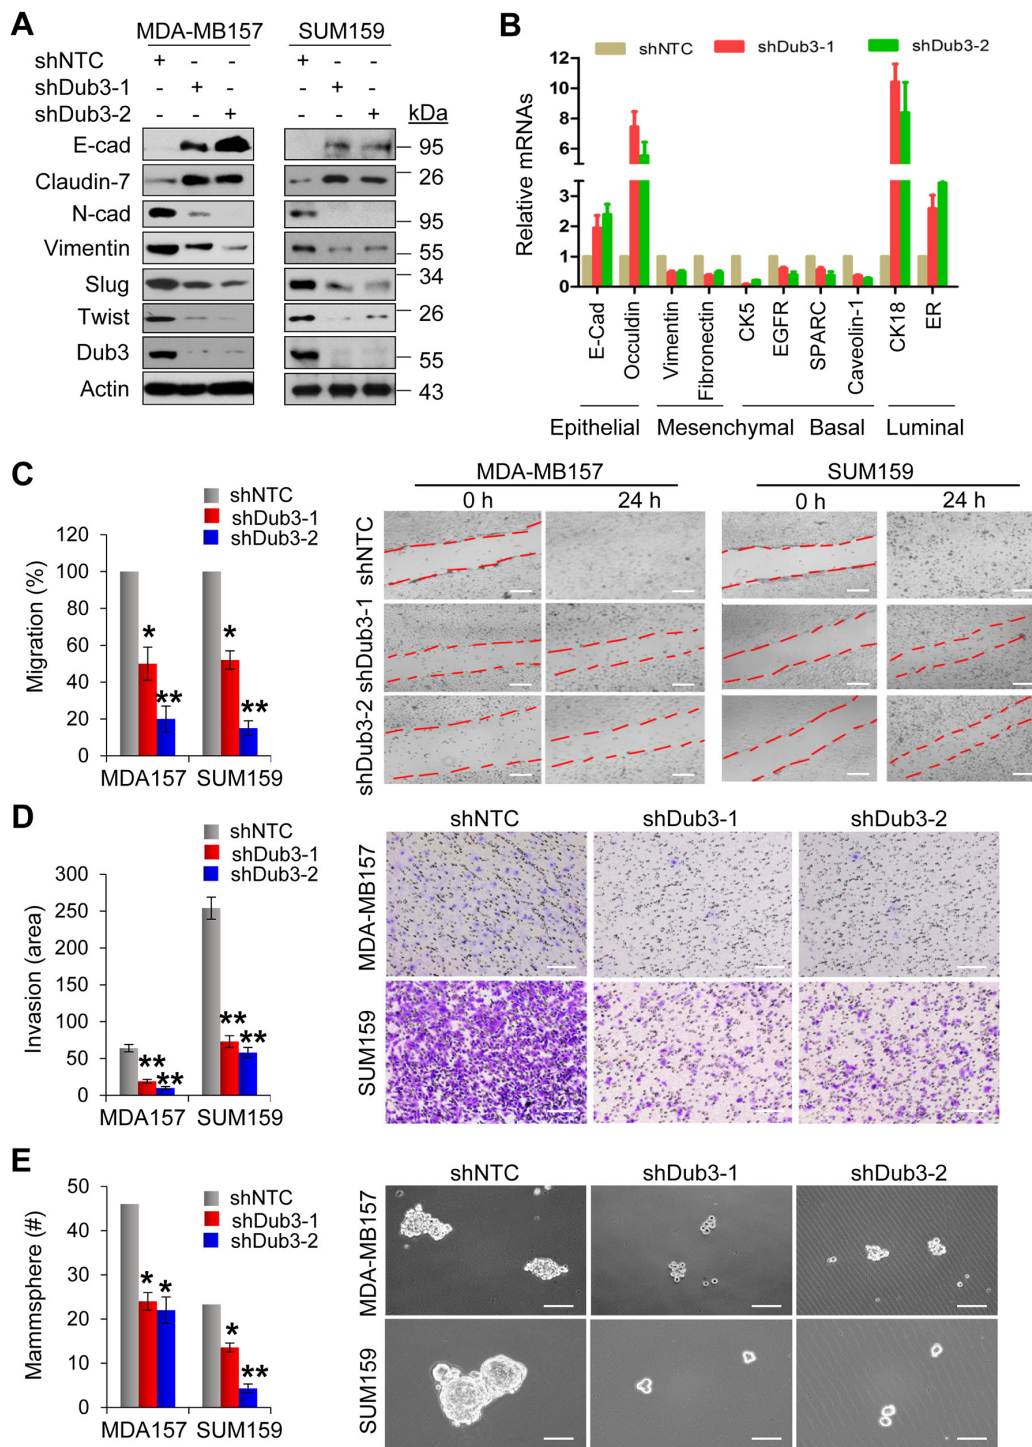 A
MDA-MB157 SUM159
shNTC + - - + - -
shDub3-1 - + - - + -
shDub3-2 - - + - - + kDa
E-cad 95
Claudin-7 26
N-cad 95
Vimentin 55
Slug 34
Twist 26
Dub3 55
Actin 43
B
shNTC shDub3-1 shDub3-2
Relative mRNAs
12
10
8
6
3
2
1
0
E-Cad Occuldin Vimentin Fibronectin CK5 EGFR SPARC Caveolin-1 CK18 ER
Epithelial Mesenchymal Basal Luminal
C
shNTC
shDub3-1
shDub3-2
Migration (%)
120
100
80
60
40
20
0
* ** * **
MDA157 SUM159
MDA-MB157 SUM159
0 h 24 h 0 h 24 h
shNTC
shDub3-1
shDub3-2
D
shNTC
shDub3-1
shDub3-2
Invasion (area)
300
250
200
150
100
50
0
** ** ** **
MDA157 SUM159
shNTC shDub3-1 shDub3-2
MDA-MB157
SUM159
E
shNTC
shDub3-1
shDub3-2
Mammsphere (#)
50
40
30
20
10
0
* * * **
MDA157 SUM159
shNTC shDub3-1 shDub3-2
MDA-MB157
SUM159